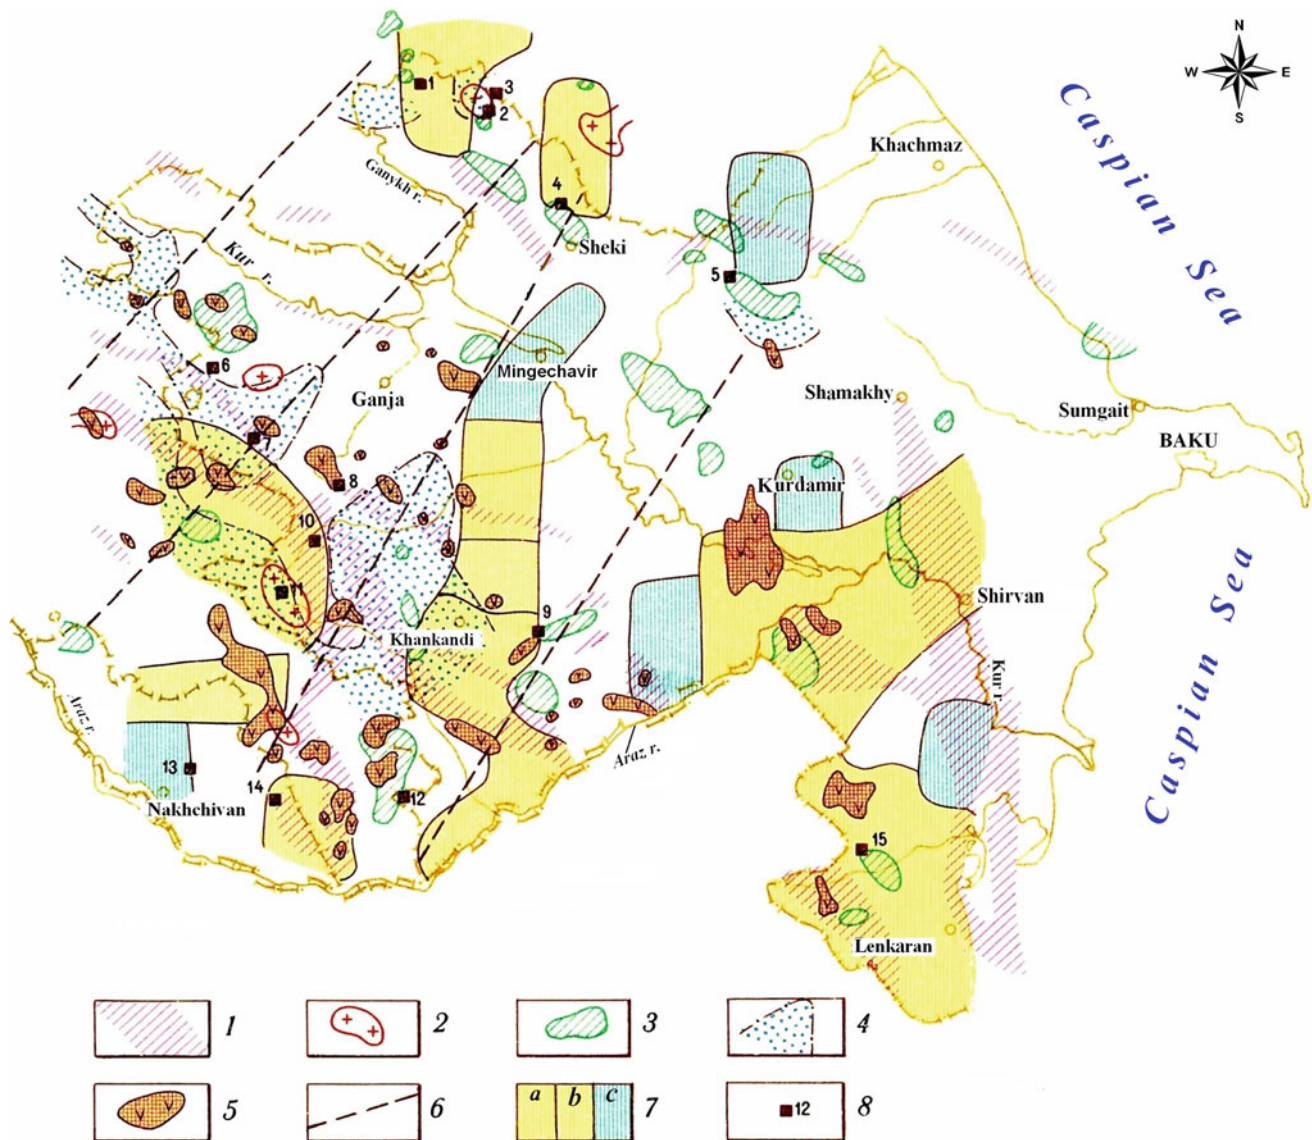 N
W E
S
1
3
2
Caspian Sea
Khachmaz
Ganykh r.
4
Sheki
Kur r.
5
6
Mingechavir
Ganja
Shamakhy
Sumgait
7
BAKU
8
Kurdamir
10
11
Shirvan
9
Khankandi
Caspian Sea
Kur r.
Araz r.
Araz r.
13
14
12
Nakhchivan
15
Lenkaran
1 2 3 4
5 6 a b c 7 12 8